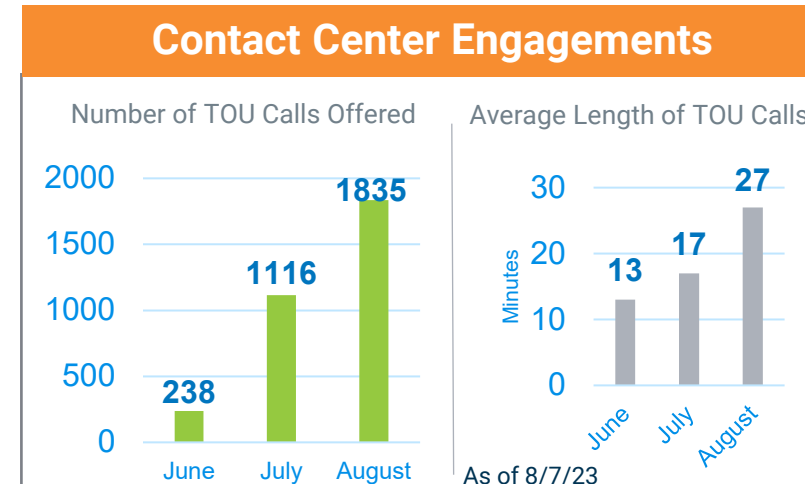 Contact Center Engagements
Number of TOU Calls Offered
2000
1500
1000
500
0
238
1116
1835
June
July
August
Average Length of TOU Calls
Minutes
30
20
10
0
13
17
27
June
July
August
As of 8/7/23